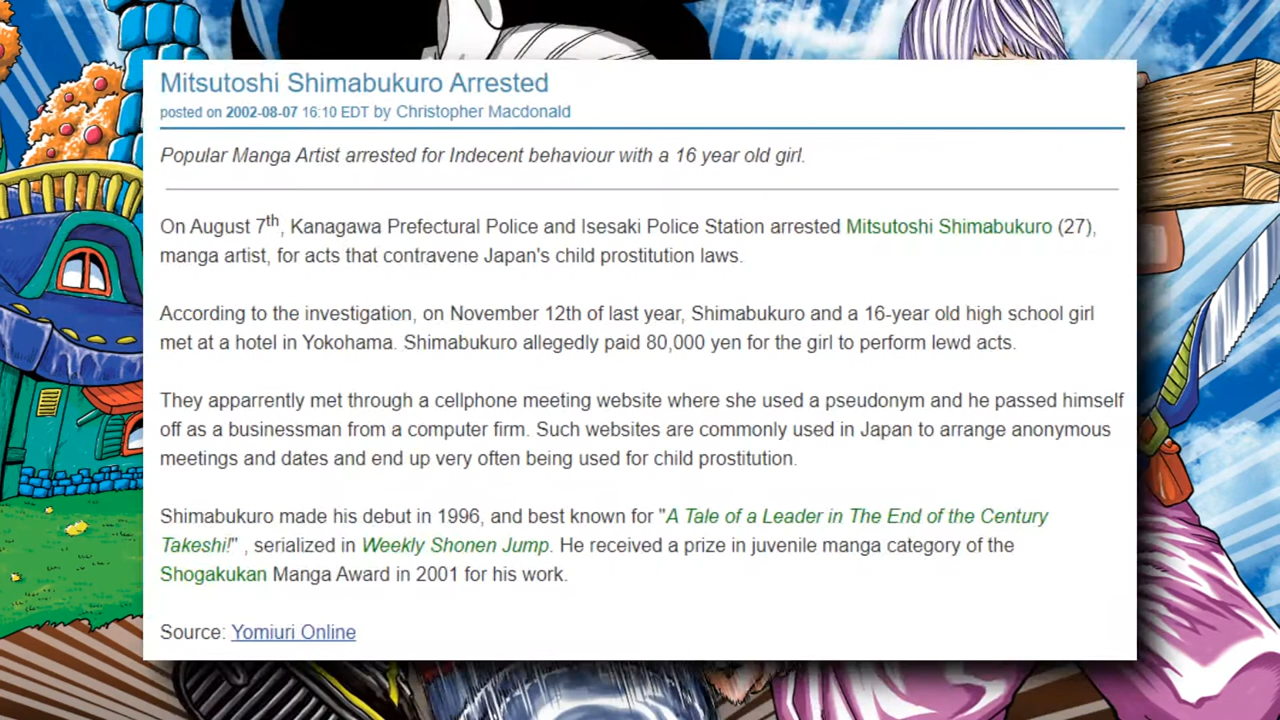 Mitsutoshi Shimabukuro Arrested
posted on 2002-08-07 16:10 EDT by Christopher Macdonald
Popular Manga Artist arrested for Indecent behaviour with a 16 year old girl.
On August 7th, Kanagawa Prefectural Police and Isesaki Police Station arrested Mitsutoshi Shimabukuro (27),
manga artist, for acts that contravene Japan's child prostitution laws.
According to the investigation, on November 12th of last year, Shimabukuro and a 16-year old high school girl
met at a hotel in Yokohama. Shimabukuro allegedly paid 80,000 yen for the girl to perform lewd acts.
They apparrently met through a cellphone meeting website where she used a pseudonym and he passed himself
off as a businessman from a computer firm. Such websites are commonly used in Japan to arrange anonymous
meetings and dates and end up very often being used for child prostitution.
Shimabukuro made his debut in 1996, and best known for "A Tale of a Leader in The End of the Century
Takeshi!" , serialized in Weekly Shonen Jump. He received a prize in juvenile manga category of the
Shogakukan Manga Award in 2001 for his work.
Source: Yomiuri Online